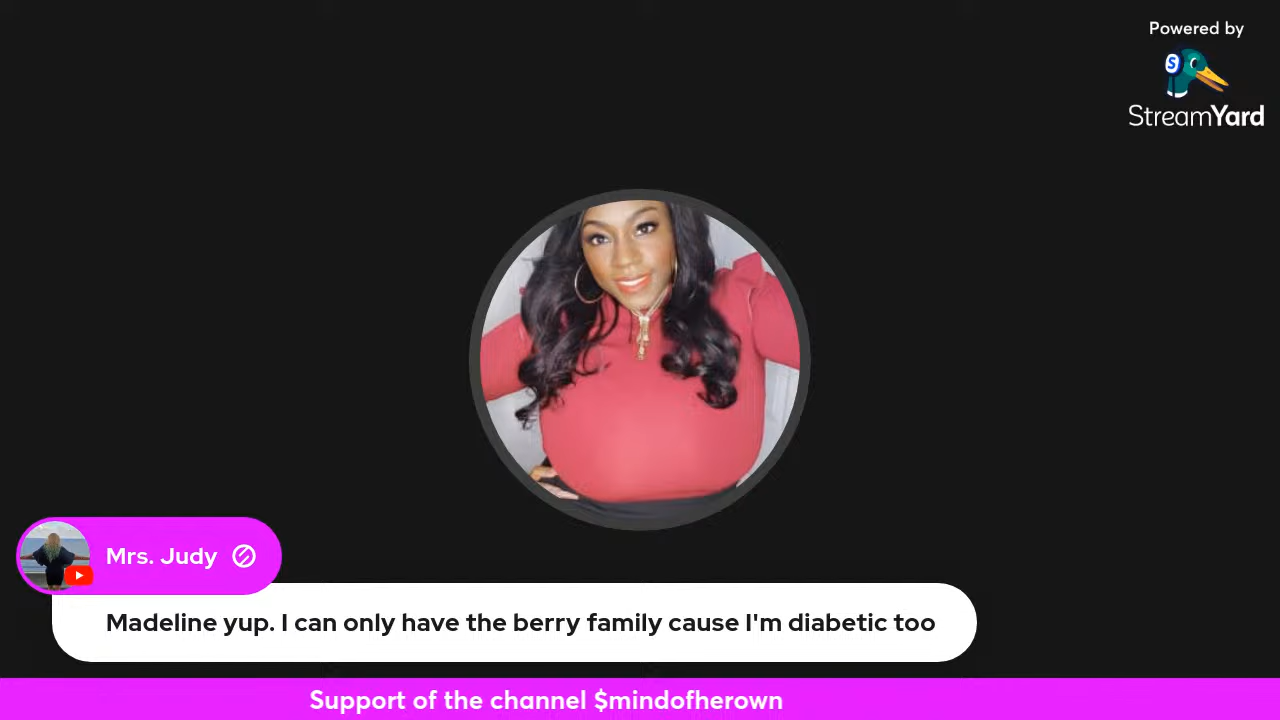 Powered by
S
StreamYard
Mrs. Judy
Madeline yup. I can only have the berry family cause I'm diabetic too
Support of the channel $mindofherown